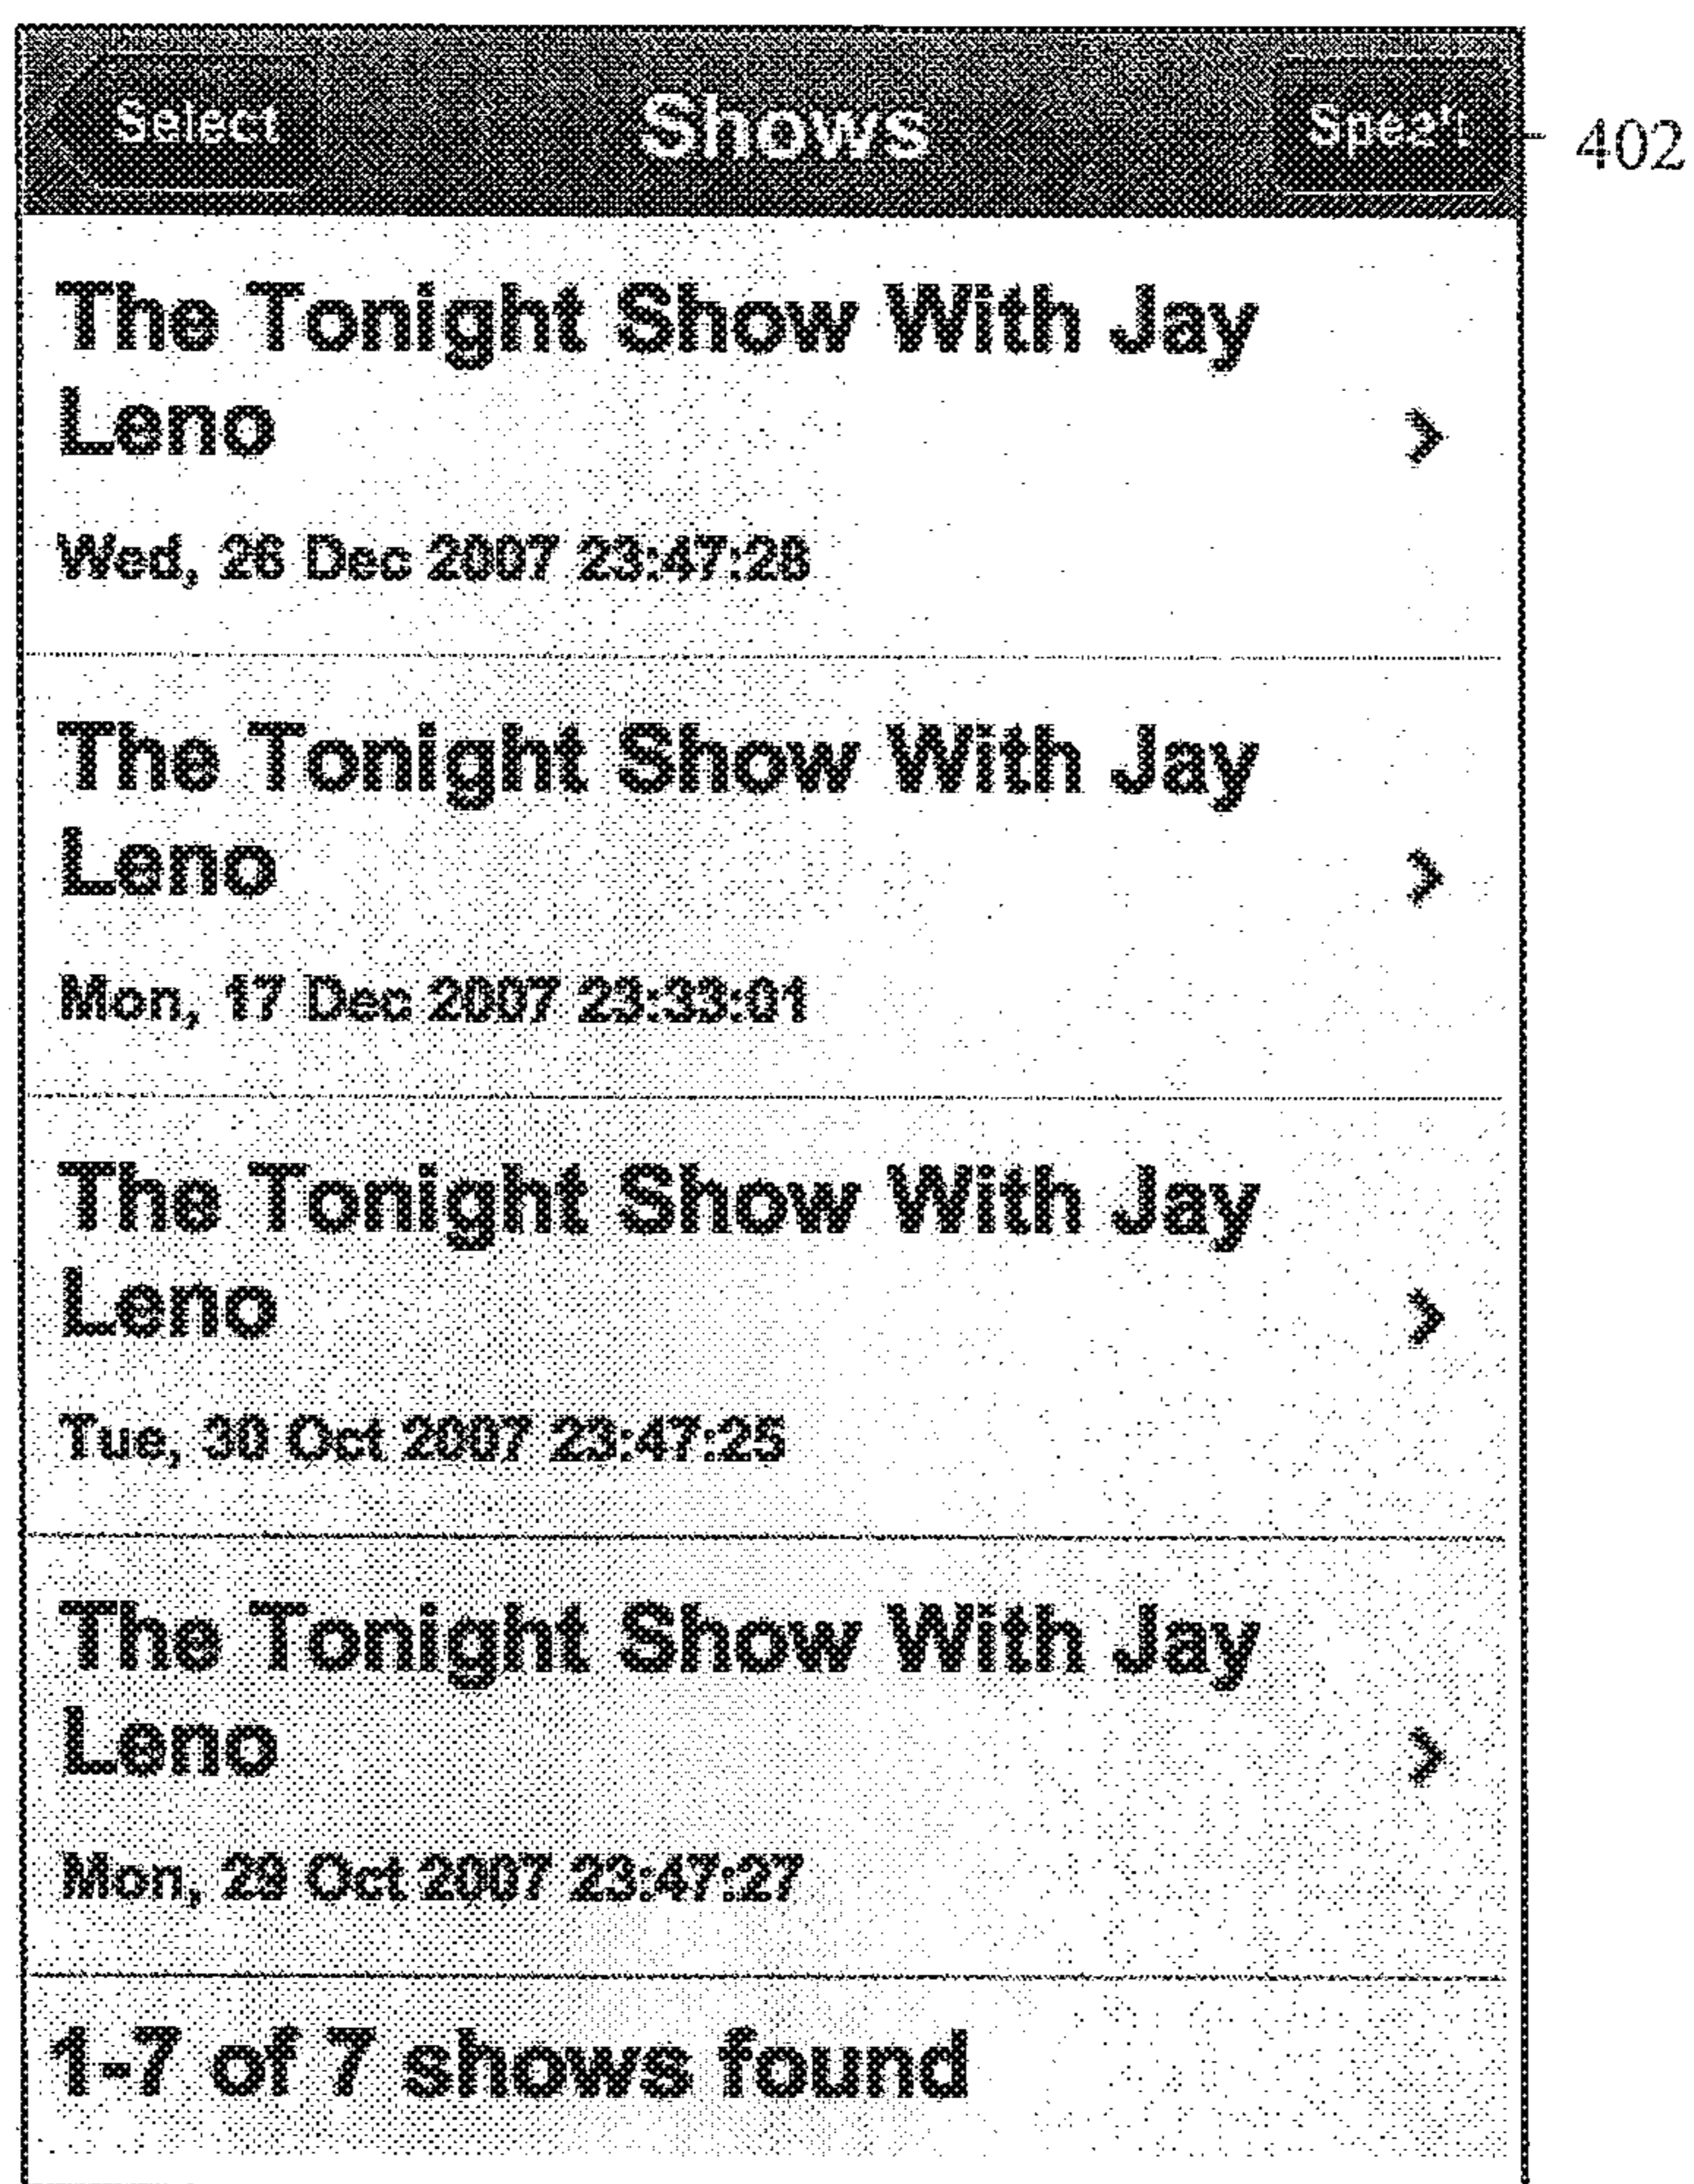 Select
Shows
402
The Tonight Show With Jay
Leno
Wed, 26 Dec 2007 23:47:28
The Tonight Show With Jay
Leno
Mon, 17 Dec 2007 23:33:01
The Tonight Show With Jay
Leno
Tue, 30 Oct 2007 23:47:25
The Tonight Show With Jay
Leno
Mon, 29 Oct 2007 23:47:27
1-7 of 7 shows found